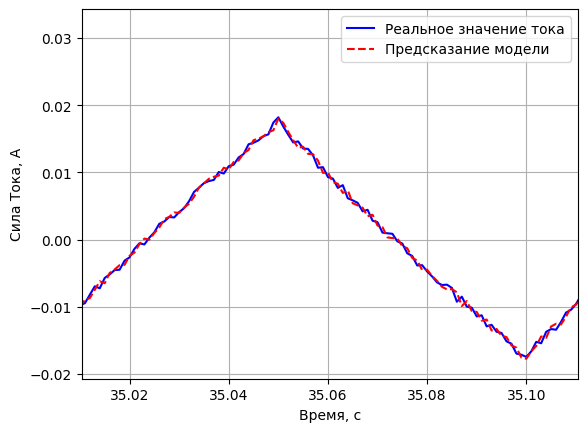 Реальное значение тока
Предсказание модели
0.03
0.02
0.01
0.00
−0.01
−0.02
Сила Тока, А
35.02 35.04 35.06 35.08 35.10
Время, с